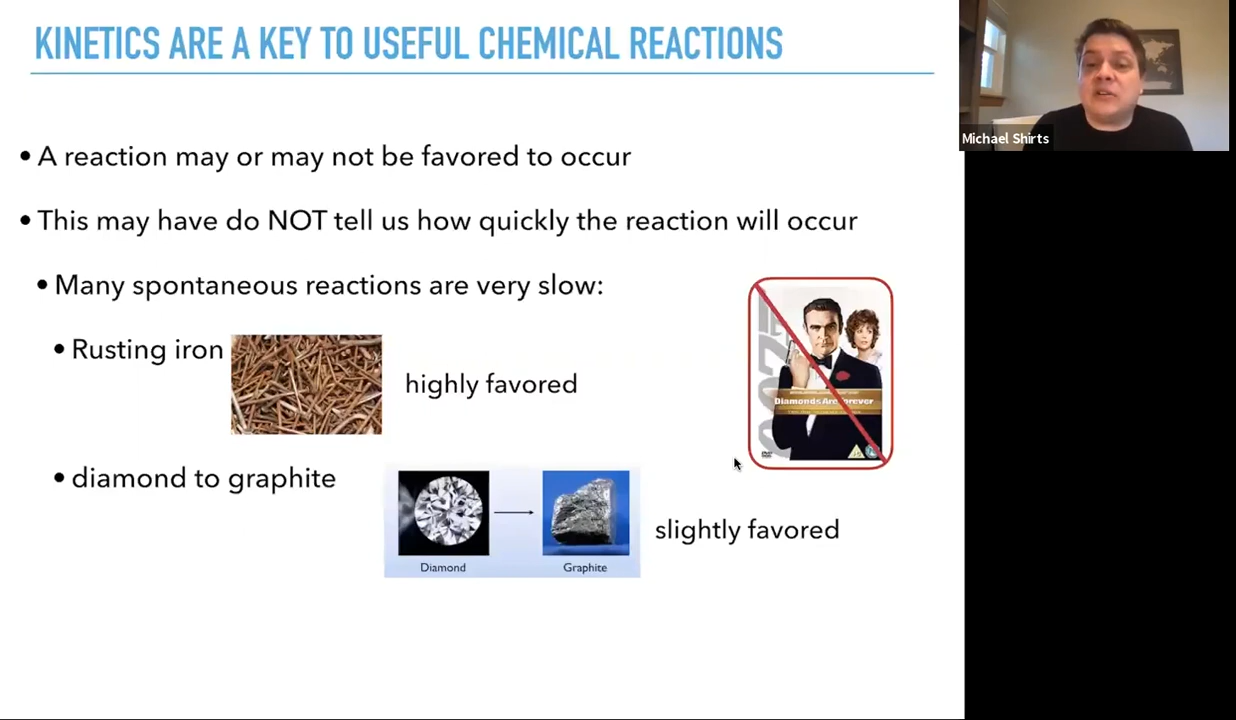 KINETICS ARE A KEY TO USEFUL CHEMICAL REACTIONS
Michael Shirts
• A reaction may or may not be favored to occur
• This may have do NOT tell us how quickly the reaction will occur
• Many spontaneous reactions are very slow:
• Rusting iron
highly favored
Diamonds Are Forever
• diamond to graphite
Diamond
Graphite
slightly favored